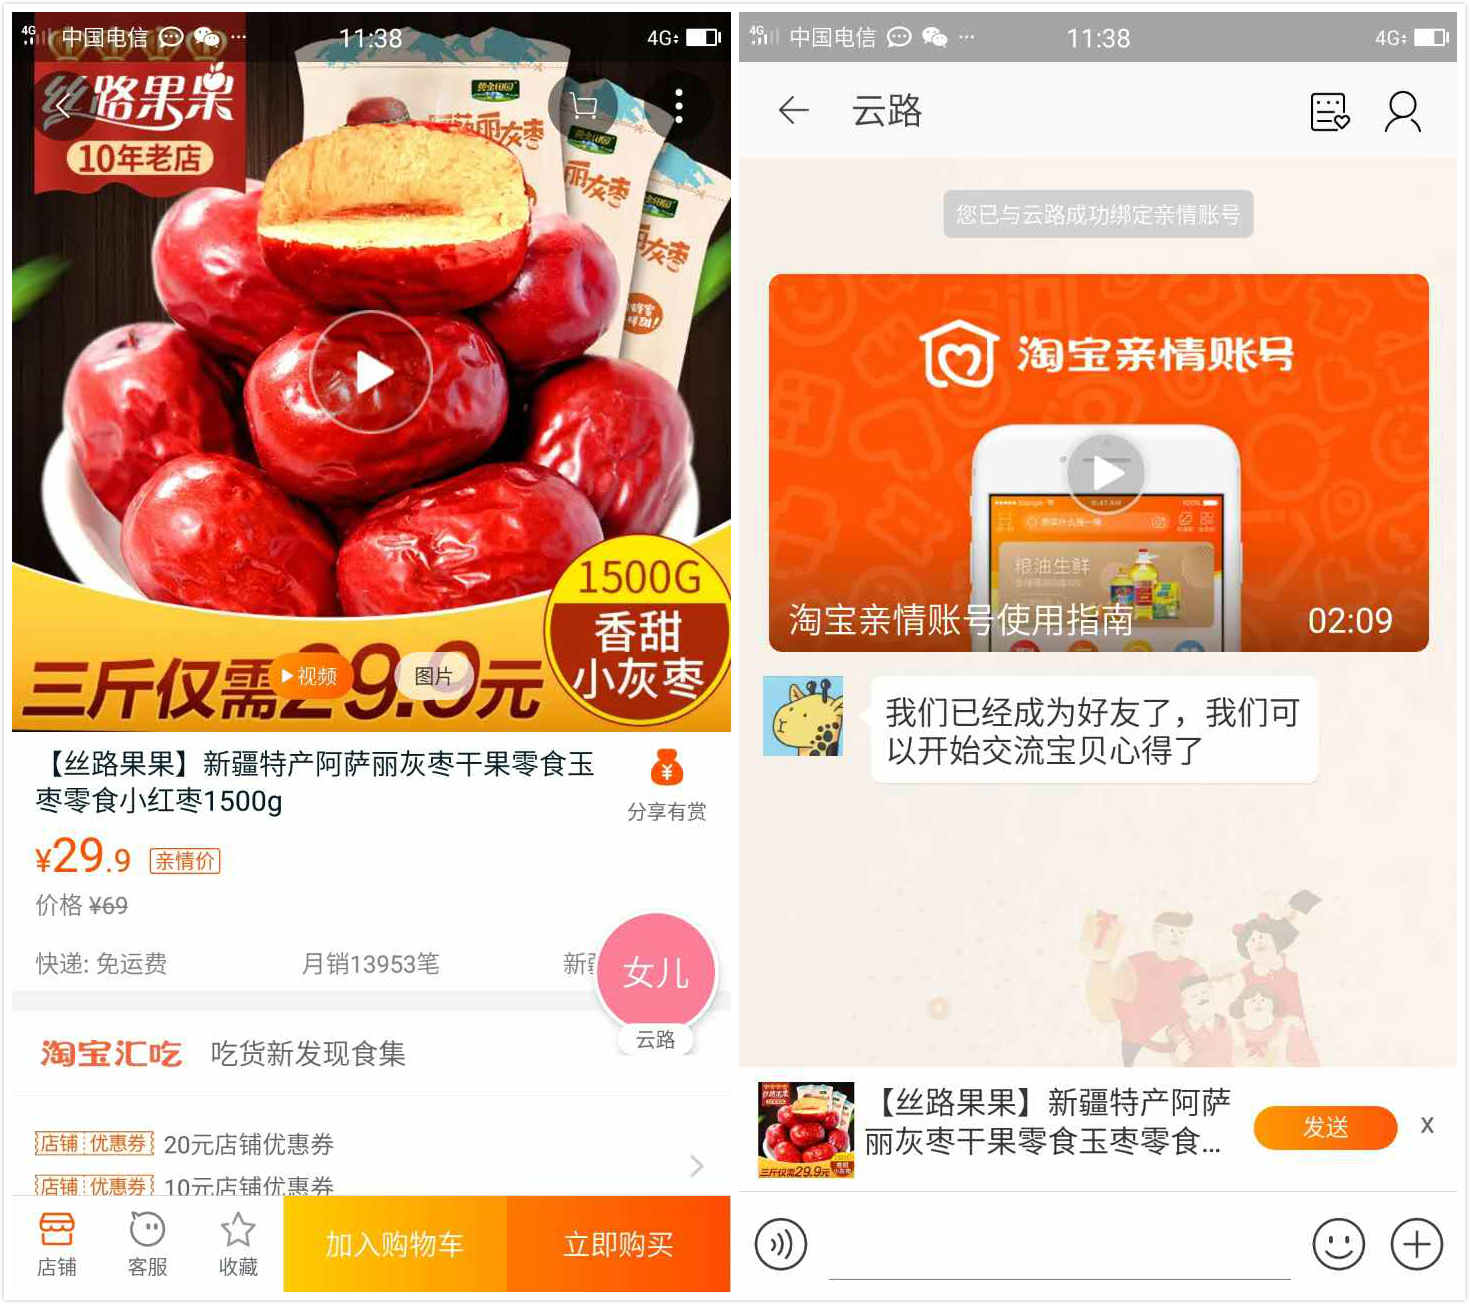 4G 中国电信 ··· 11:38 4G
丝路果果
10年老店
1500G
香甜
小灰枣
三斤仅需29.9元
视频
图片
【丝路果果】新疆特产阿萨丽灰枣干果零食玉
枣零食小红枣1500g
分享有赏
¥29.9 亲情价
价格 ¥69
快递: 免运费 月销13953笔
女儿
云路
淘宝汇吃 吃货新发现食集
店铺 优惠券 20元店铺优惠券
店铺 优惠券 10元店铺优惠券
店铺 客服 收藏 加入购物车 立即购买
4G 中国电信 ··· 11:38 4G
云路
您已与云路成功绑定亲情账号
淘宝亲情账号
粮油生鲜
淘宝亲情账号使用指南 02:09
我们已经成为好友了，我们可
以开始交流宝贝心得了
【丝路果果】新疆特产阿萨
丽灰枣干果零食玉枣零食...
发送 x